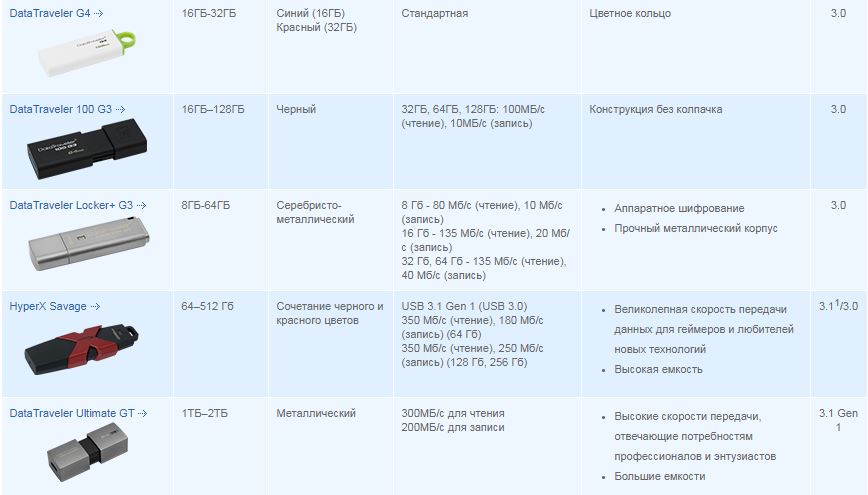 DataTraveler G4 ···>
16ГБ-32ГБ
Синий (16ГБ)
Красный (32ГБ)
Стандартная
Цветное кольцо
3.0
DataTraveler 100 G3 ···>
16ГБ–128ГБ
Черный
32ГБ, 64ГБ, 128ГБ: 100МБ/с
(чтение), 10МБ/с (запись)
Конструкция без колпачка
3.0
DataTraveler
100 G3
64GB
DataTraveler Locker+ G3 ···>
8ГБ-64ГБ
Серебристо-
металлический
8 Гб - 80 Мб/с (чтение), 10 Мб/с
(запись)
16 Гб - 135 Мб/с (чтение), 20 Мб/
с (запись)
32 Гб, 64 Гб - 135 Мб/с (чтение),
40 Мб/с (запись)
• Аппаратное шифрование
• Прочный металлический корпус
3.0
HyperX Savage ···>
64–512 Гб
Сочетание черного и
красного цветов
USB 3.1 Gen 1 (USB 3.0)
350 Мб/с (чтение), 180 Мб/с
(запись) (64 Гб)
350 Мб/с (чтение), 250 Мб/с
(запись) (128 Гб, 256 Гб)
• Великолепная скорость передачи
данных для геймеров и любителей
новых технологий
• Высокая емкость
3.1¹/3.0
DataTraveler Ultimate GT ···>
1ТБ–2ТБ
Металлический
300МБ/с для чтения
200МБ/с для записи
• Высокие скорости передачи,
отвечающие потребностям
профессионалов и энтузиастов
• Большие емкости
3.1 Gen
1